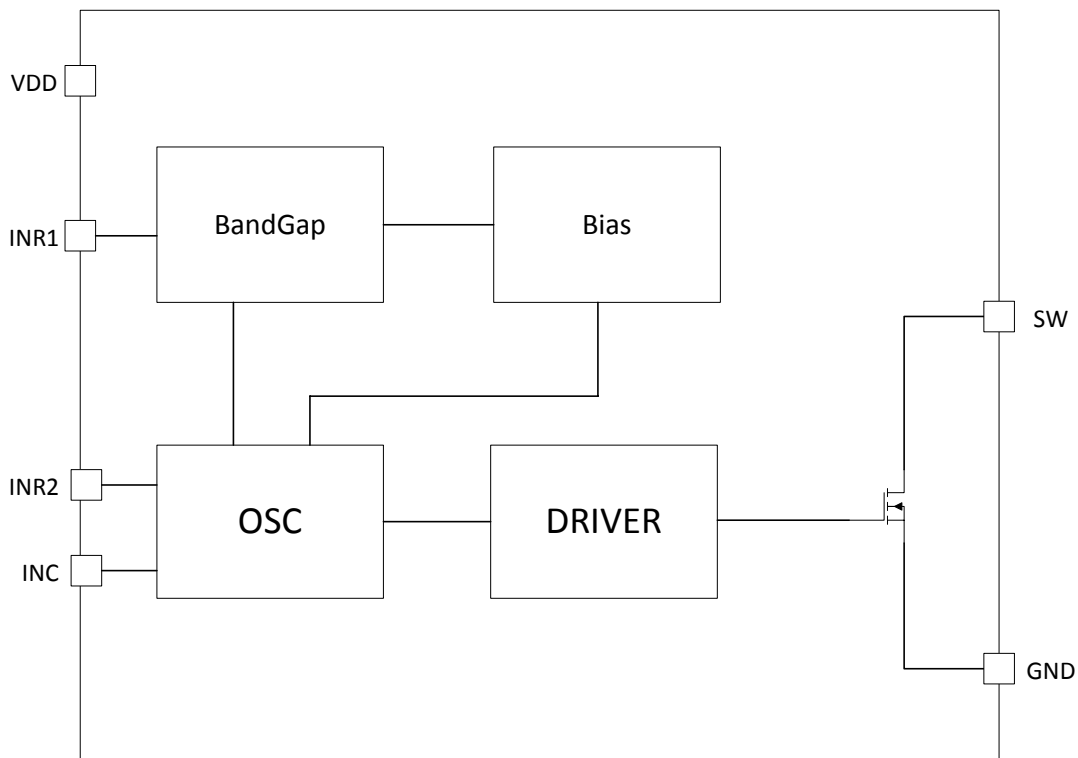 VDD
BandGap
Bias
INR1
SW
INR2
OSC
DRIVER
INC
GND